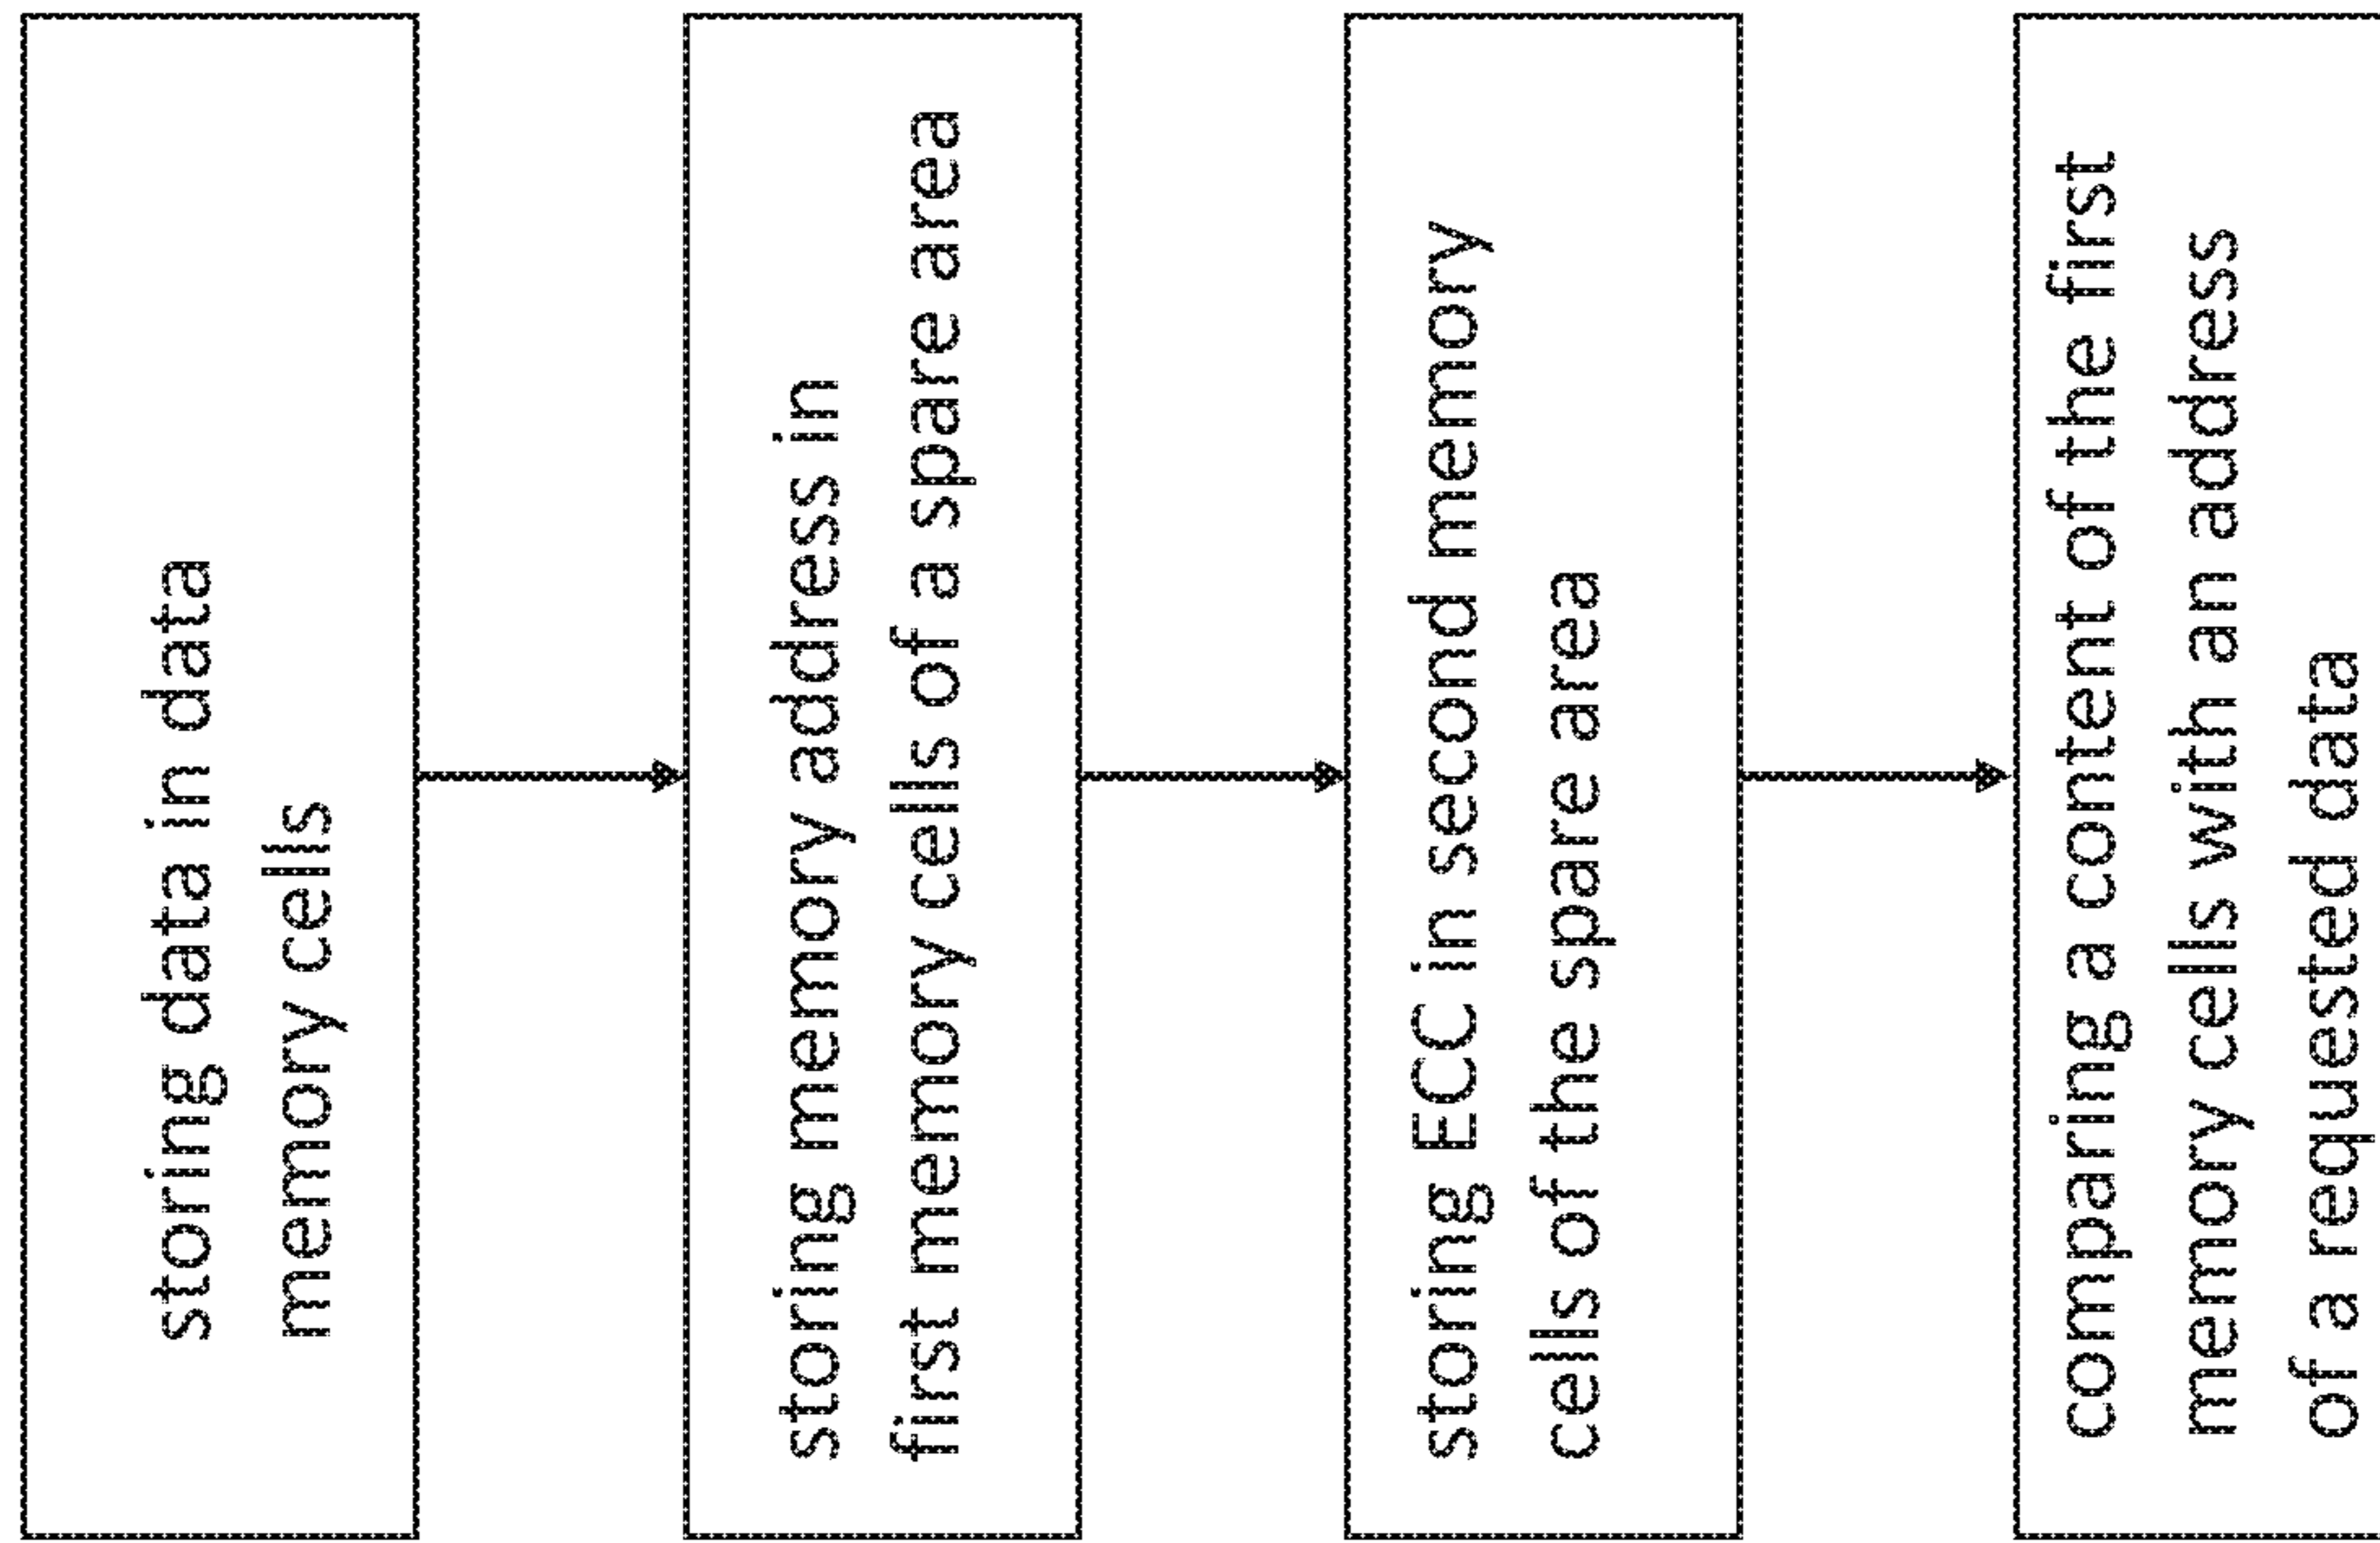 storing data in data
memory cells
storing memory address in
first memory cells of a spare area
storing ECC in second memory
cells of the spare area
comparing a content of the first
memory cells with an address
of a requested data